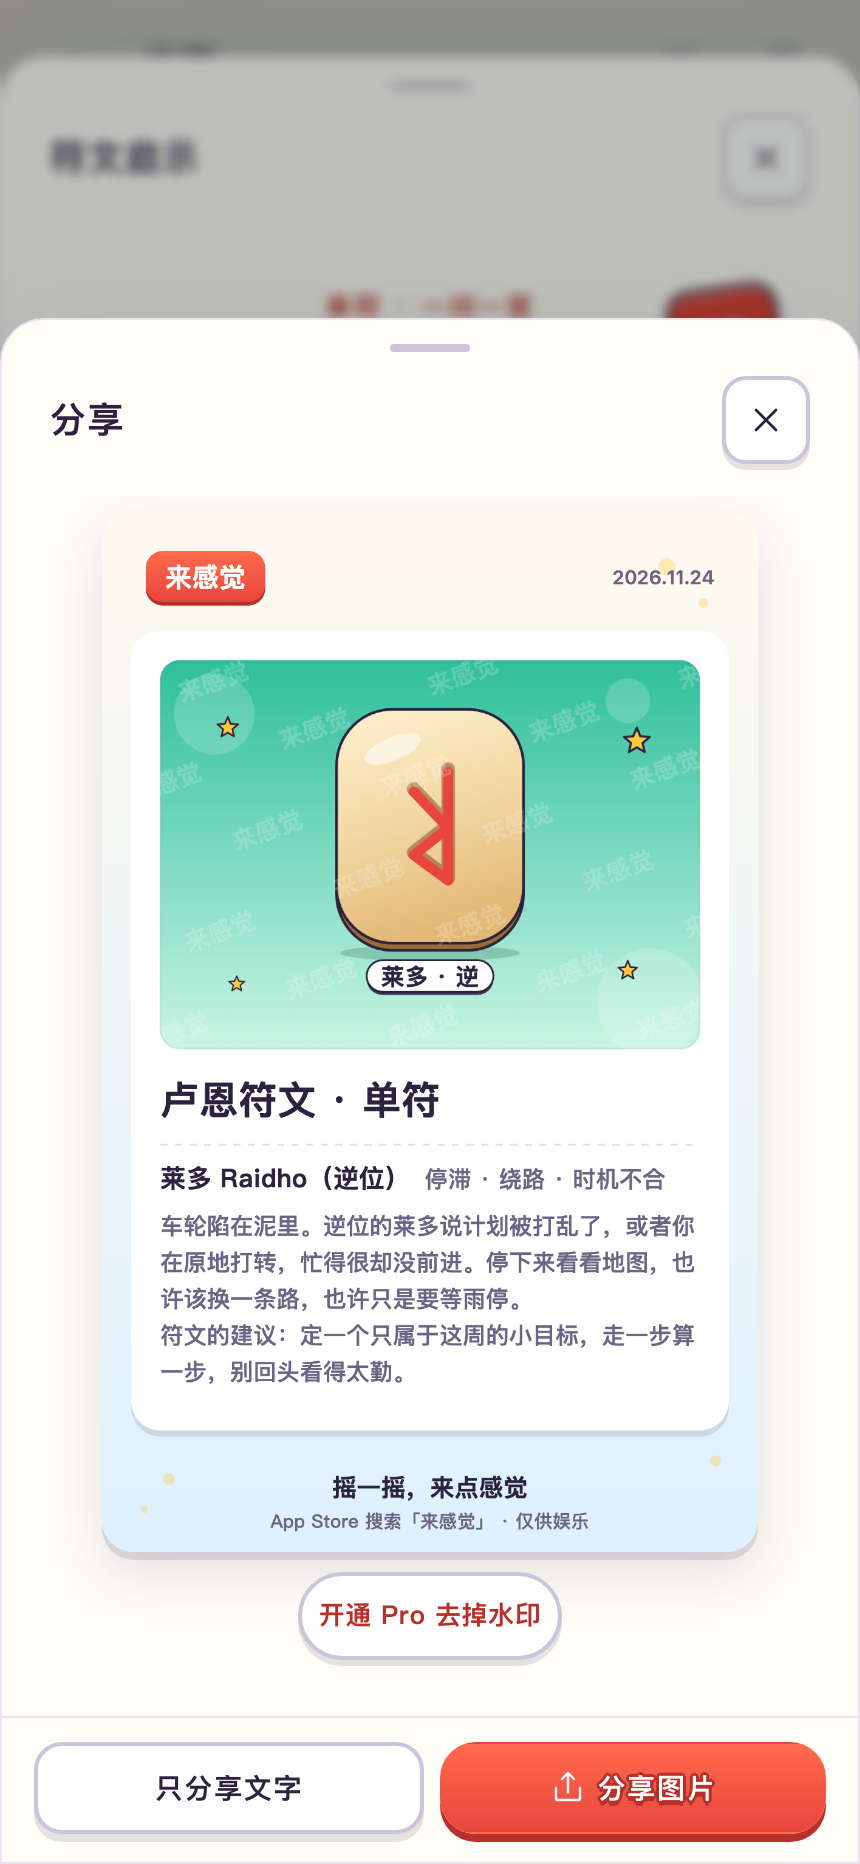 符文启示
分享
来感觉
2026.11.24
来感觉
莱多 · 逆
卢恩符文 · 单符
莱多 Raidho（逆位） 停滞 · 绕路 · 时机不合
车轮陷在泥里。逆位的莱多说计划被打乱了，或者你
在原地打转，忙得很却没前进。停下来看看地图，也
许该换一条路，也许只是要等雨停。
符文的建议：定一个只属于这周的小目标，走一步算
一步，别回头看得太勤。
摇一摇，来点感觉
App Store 搜索「来感觉」 · 仅供娱乐
开通 Pro 去掉水印
只分享文字
分享图片